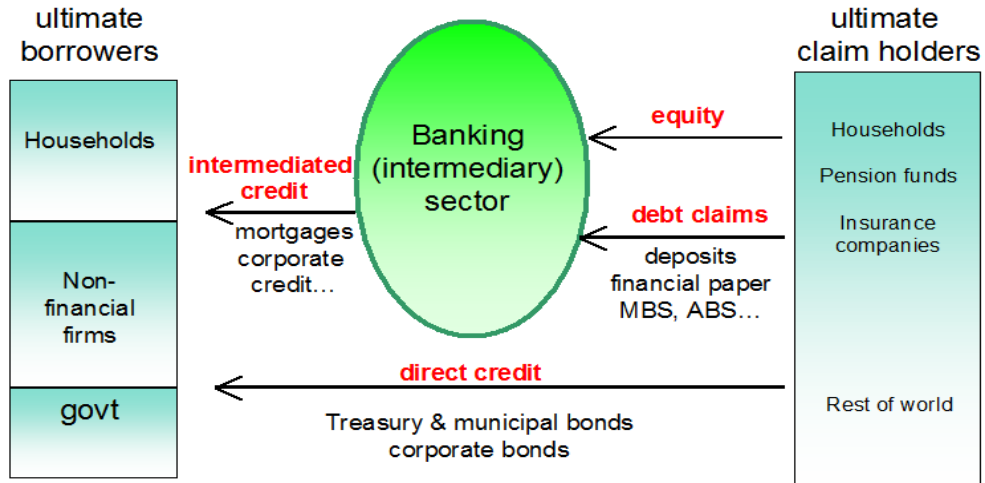 ultimate
borrowers
Households
Non-
financial
firms
govt
Banking
(intermediary)
sector
intermediated
credit
mortgages
corporate
credit...
equity
debt claims
deposits
financial paper
MBS, ABS...
direct credit
Treasury & municipal bonds
corporate bonds
ultimate
claim holders
Households
Pension funds
Insurance
companies
Rest of world